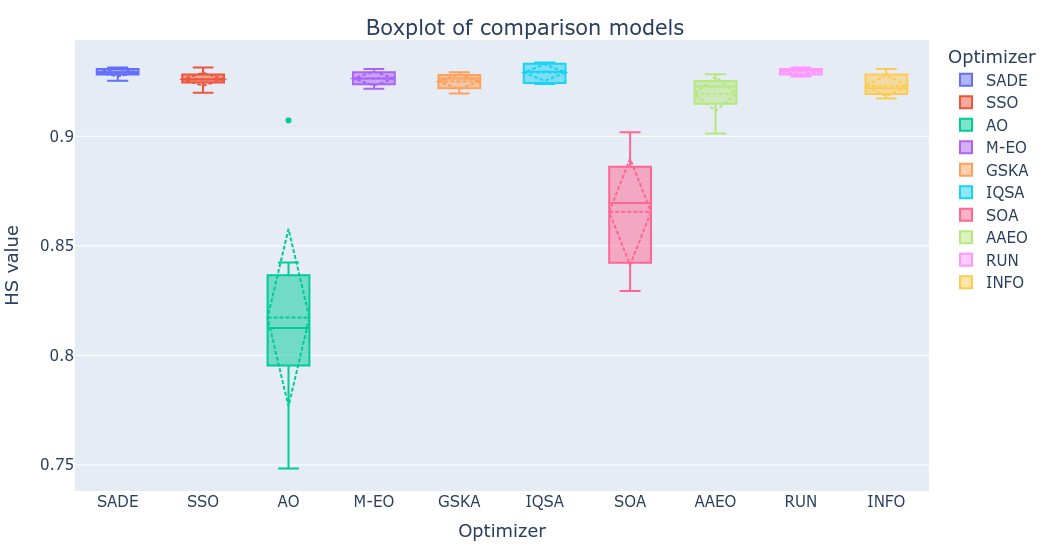 Boxplot of comparison models
HS value
0.9
0.85
0.8
0.75
SADE
SSO
AO
M-EO
GSKA
IQSA
SOA
AAEO
RUN
INFO
Optimizer
Optimizer
SADE
SSO
AO
M-EO
GSKA
IQSA
SOA
AAEO
RUN
INFO